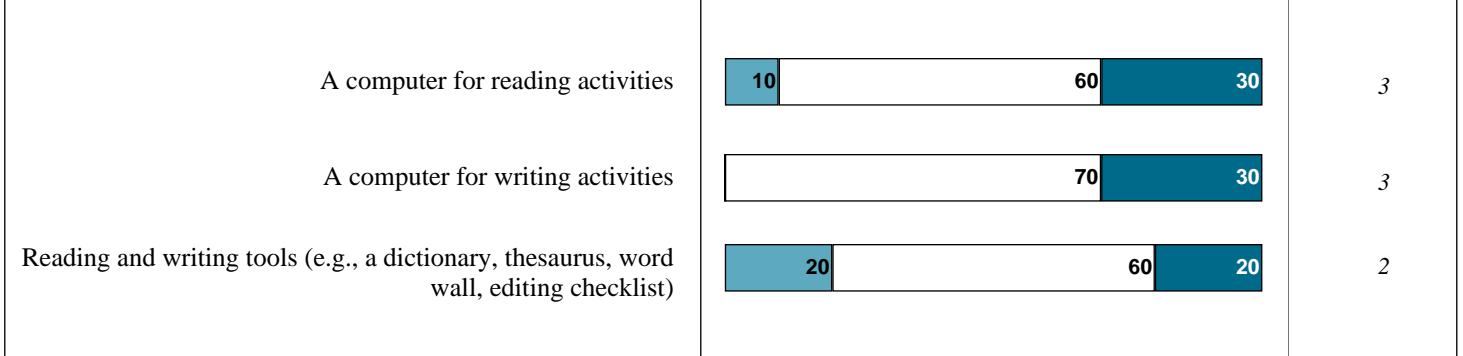 A computer for reading activities 10 60 30 3
A computer for writing activities 70 30 3
Reading and writing tools (e.g., a dictionary, thesaurus, word
wall, editing checklist) 20 60 20 2